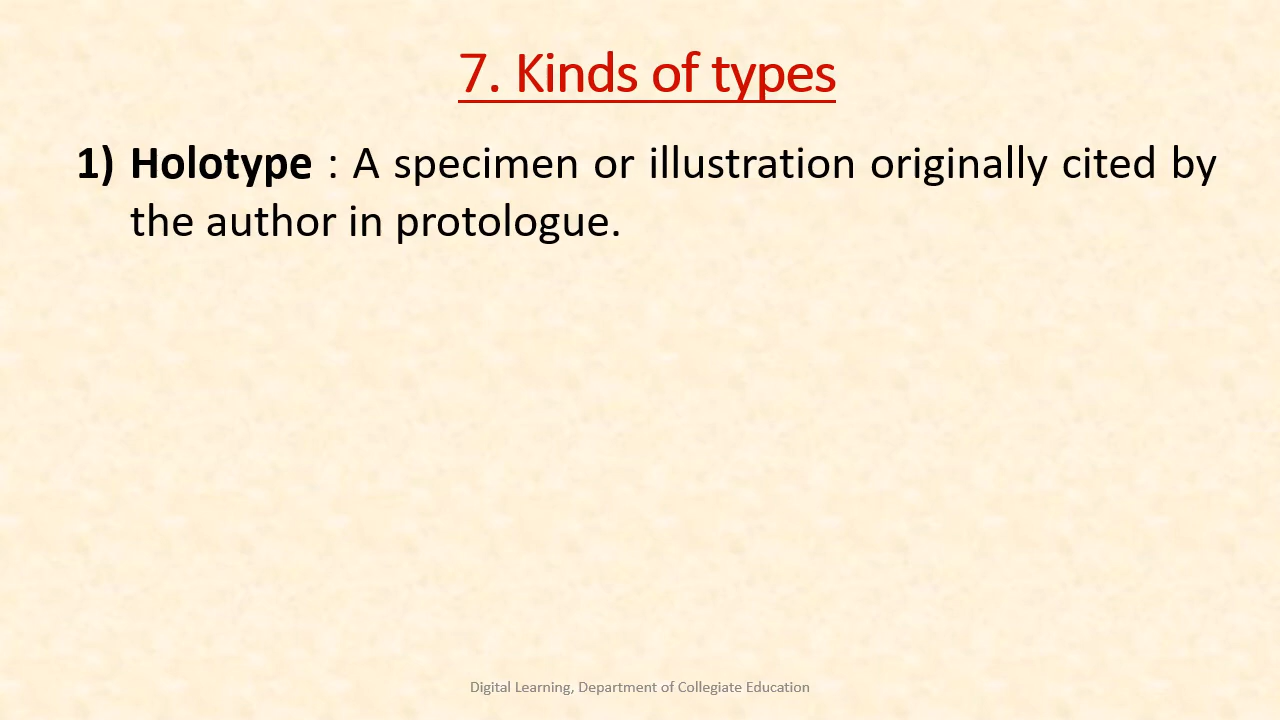 7. Kinds of types
1) Holotype : A specimen or illustration originally cited by
the author in protologue.
Digital Learning, Department of Collegiate Education